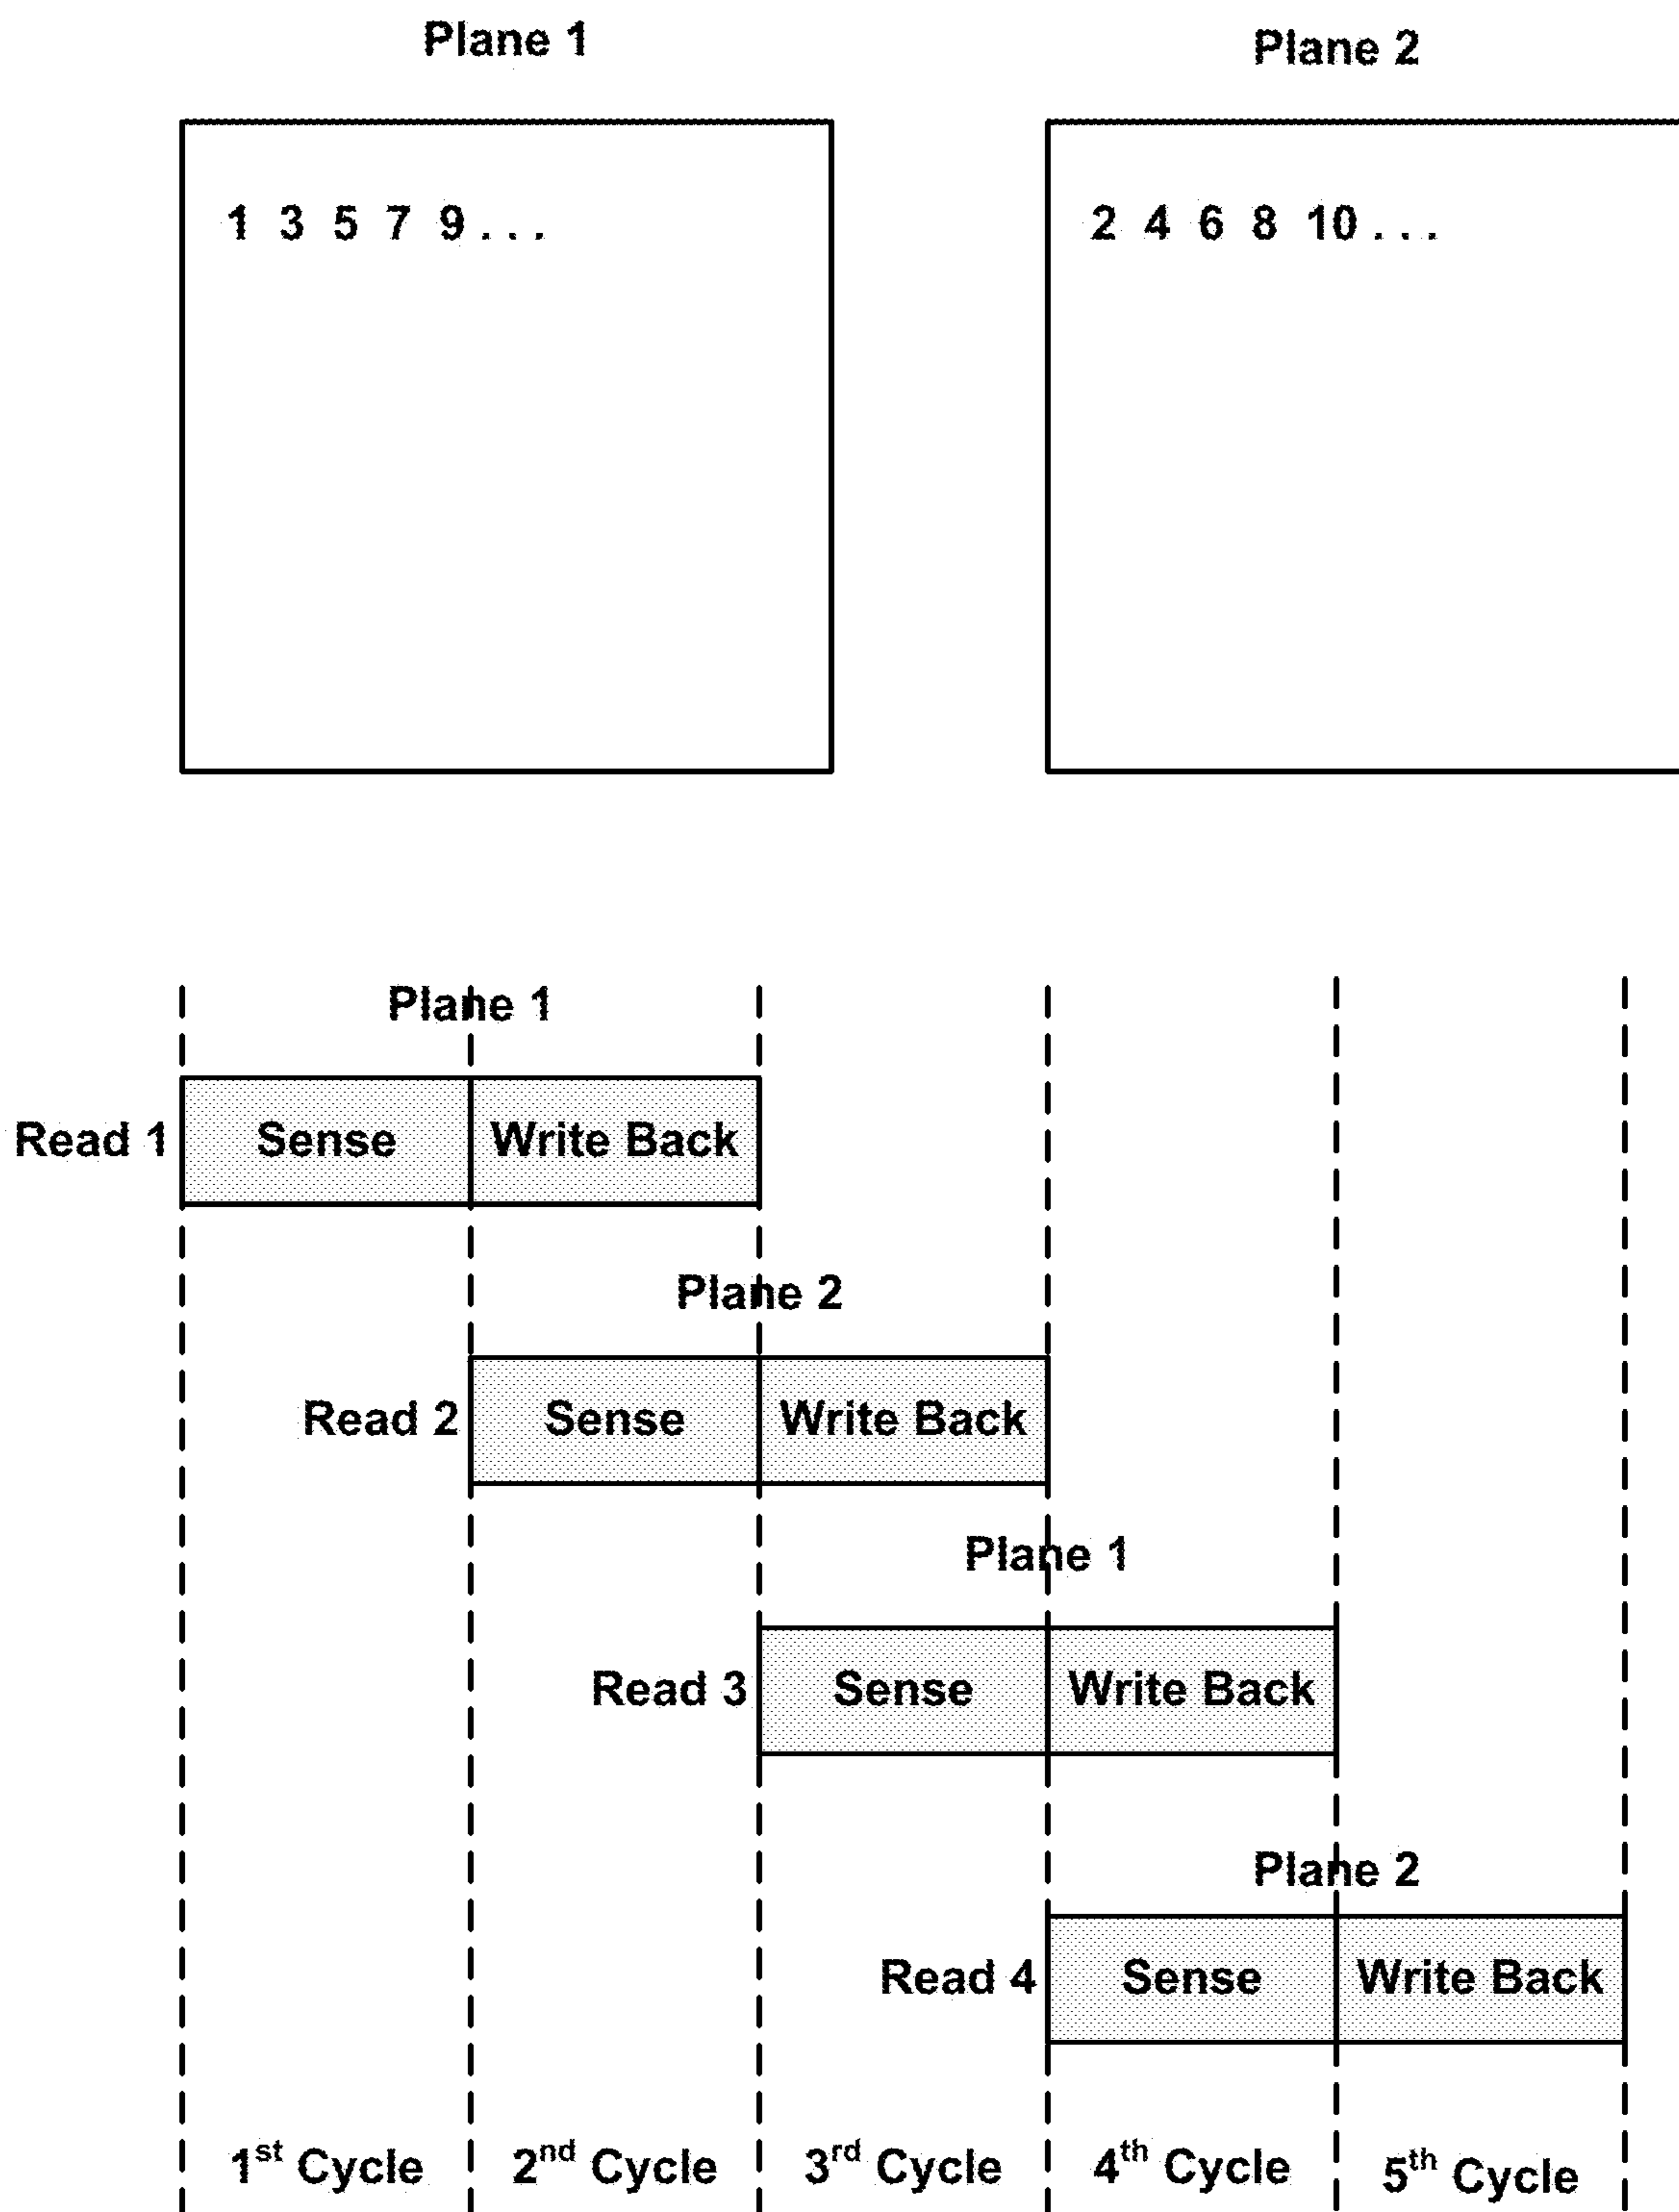 Plane 1
Plane 2
1 3 5 7 9...
2 4 6 8 10...
Plane 1
Read 1 Sense Write Back
Plane 2
Read 2 Sense Write Back
Plane 1
Read 3 Sense Write Back
Plane 2
Read 4 Sense Write Back
1st Cycle 2nd Cycle 3rd Cycle 4th Cycle 5th Cycle